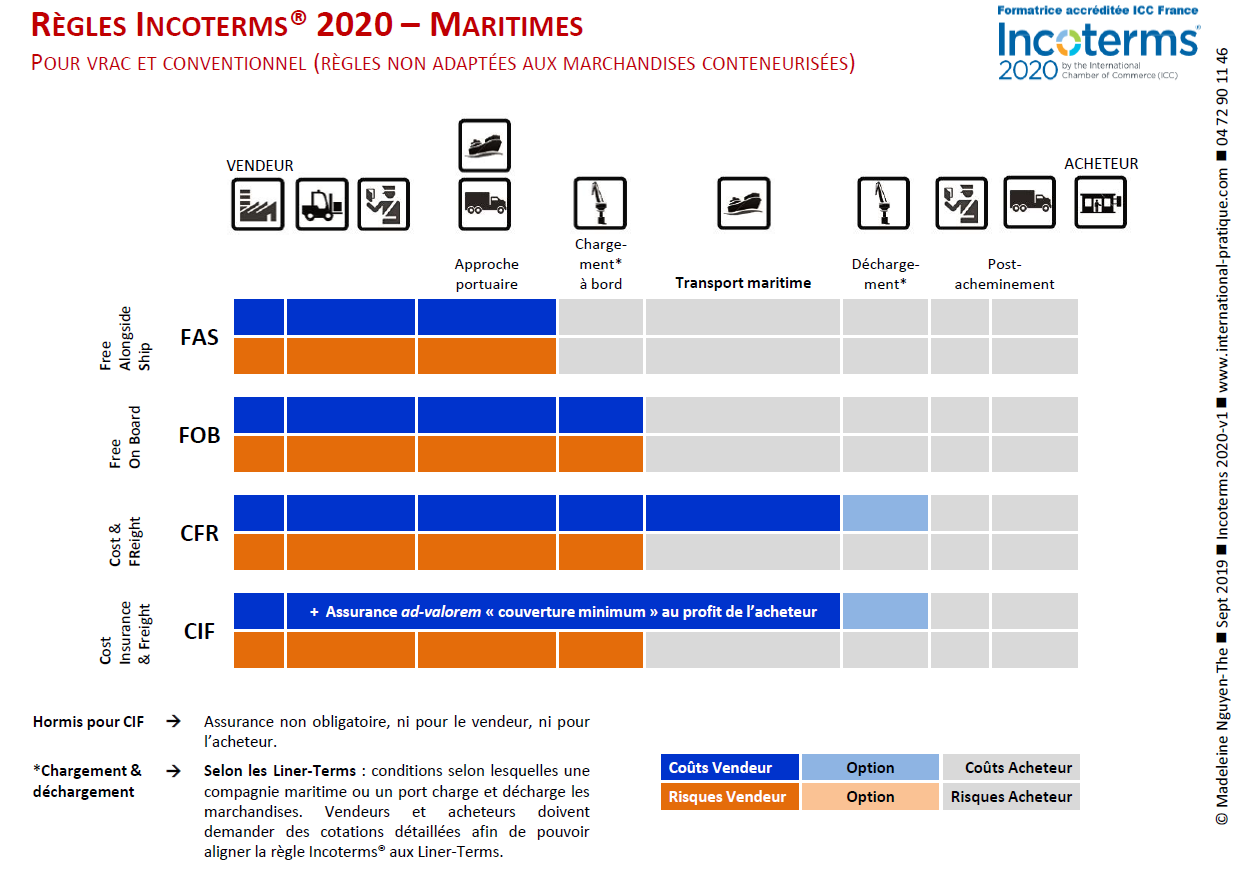 RÈGLES INCOTERMS® 2020 – MARITIMES
POUR VRAC ET CONVENTIONNEL (RÈGLES NON ADAPTÉES AUX MARCHANDISES CONTENEURISÉES)
Formatrice accréditée ICC France
Incoterms®
2020 by the International
Chamber of Commerce (ICC)
VENDEUR
ACHETEUR
Approche
portuaire
Charge-
ment*
à bord
Transport maritime
Décharge-
ment*
Post-
acheminement
Free
Alongside
Ship
FAS
Free
On Board
FOB
Cost &
FReight
CFR
Cost
Insurance
& Freight
CIF
+ Assurance ad-valorem « couverture minimum » au profit de l’acheteur
Hormis pour CIF → Assurance non obligatoire, ni pour le vendeur, ni pour
l’acheteur.
*Chargement &
déchargement
→ Selon les Liner-Terms : conditions selon lesquelles une
compagnie maritime ou un port charge et décharge les
marchandises. Vendeurs et acheteurs doivent
demander des cotations détaillées afin de pouvoir
aligner la règle Incoterms® aux Liner-Terms.
Coûts Vendeur Option Coûts Acheteur
Risques Vendeur Option Risques Acheteur
© Madeleine Nguyen-The ■ Sept 2019 ■ Incoterms 2020-v1 ■ www.international-pratique.com ■ 04 72 90 11 46